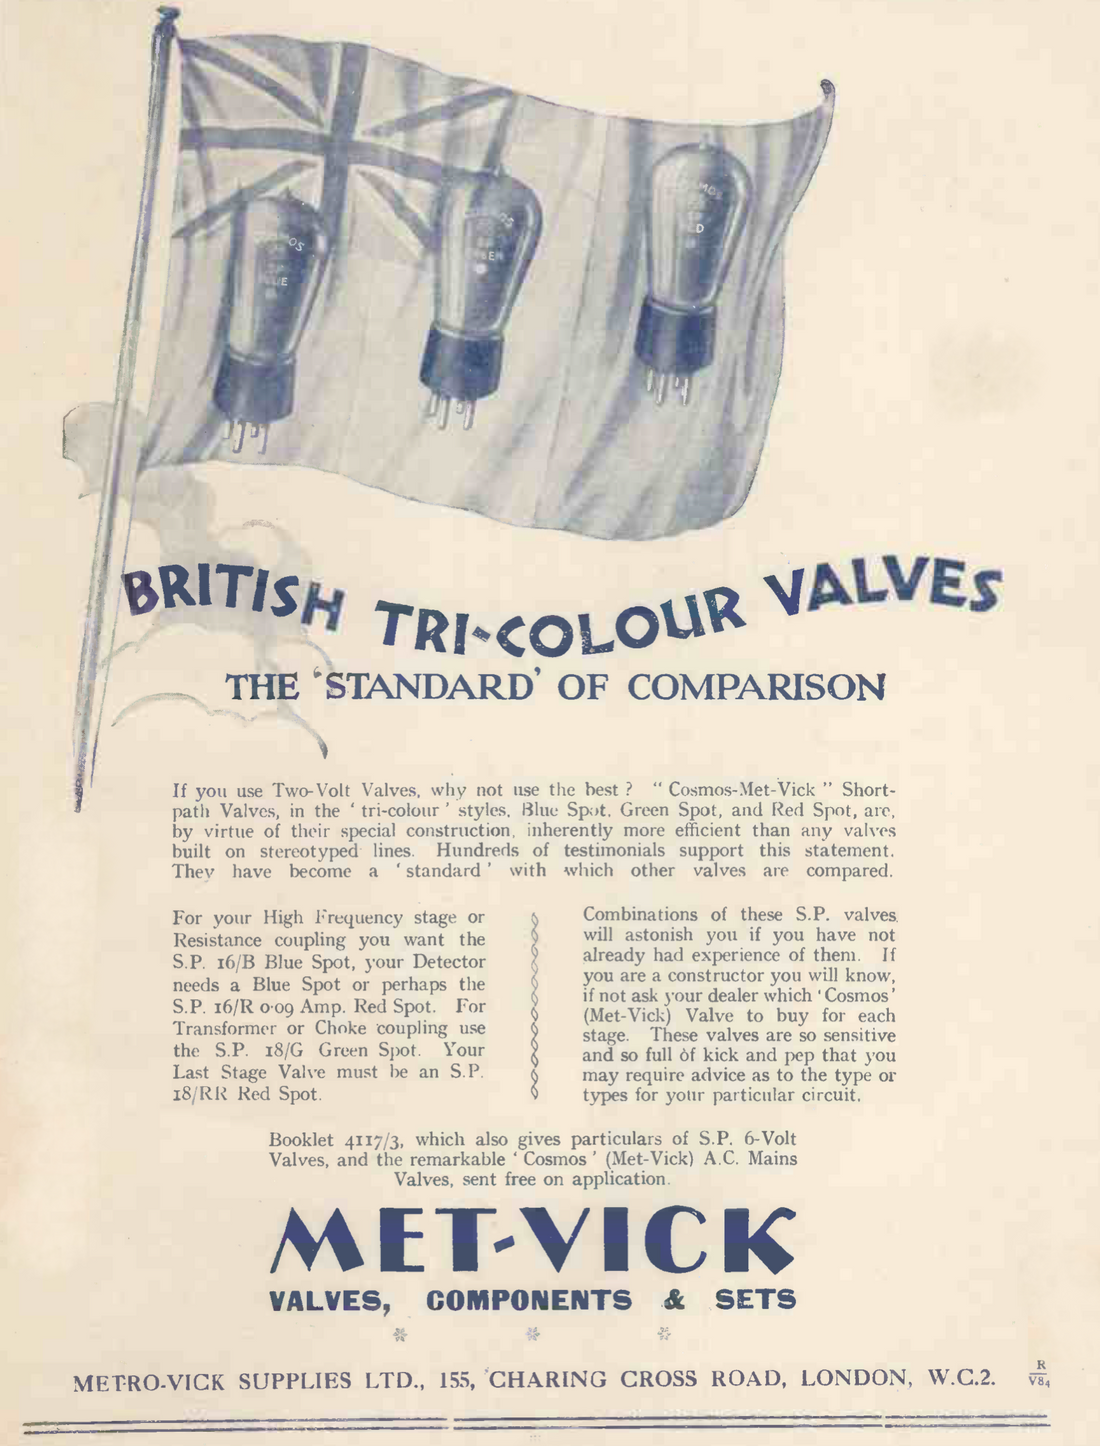 COSMOS
COSMOS
COSMOS
BRITISH TRI-COLOUR VALVES
THE 'STANDARD' OF COMPARISON
If you use Two-Volt Valves, why not use the best? " Cosmos-Met-Vick " Short-
path Valves, in the ' tri-colour ' styles, Blue Spot, Green Spot, and Red Spot, are,
by virtue of their special construction, inherently more efficient than any valves
built on stereotyped lines. Hundreds of testimonials support this statement.
They have become a ' standard ' with which other valves are compared.
For your High Frequency stage or
Resistance coupling you want the
S.P. 16/B Blue Spot, your Detector
needs a Blue Spot or perhaps the
S.P. 16/R 0·09 Amp. Red Spot. For
Transformer or Choke coupling use
the S.P. 18/G Green Spot. Your
Last Stage Valve must be an S.P.
18/RR Red Spot.
Combinations of these S.P. valves
will astonish you if you have not
already had experience of them. If
you are a constructor you will know,
if not ask your dealer which ' Cosmos '
(Met-Vick) Valve to buy for each
stage. These valves are so sensitive
and so full of kick and pep that you
may require advice as to the type or
types for your particular circuit.
Booklet 4117/3, which also gives particulars of S.P. 6-Volt
Valves, and the remarkable ' Cosmos ' (Met-Vick) A.C. Mains
Valves, sent free on application.
MET-VICK
VALVES, COMPONENTS & SETS
METRO-VICK SUPPLIES LTD., 155, CHARING CROSS ROAD, LONDON, W.C.2.
R
V84